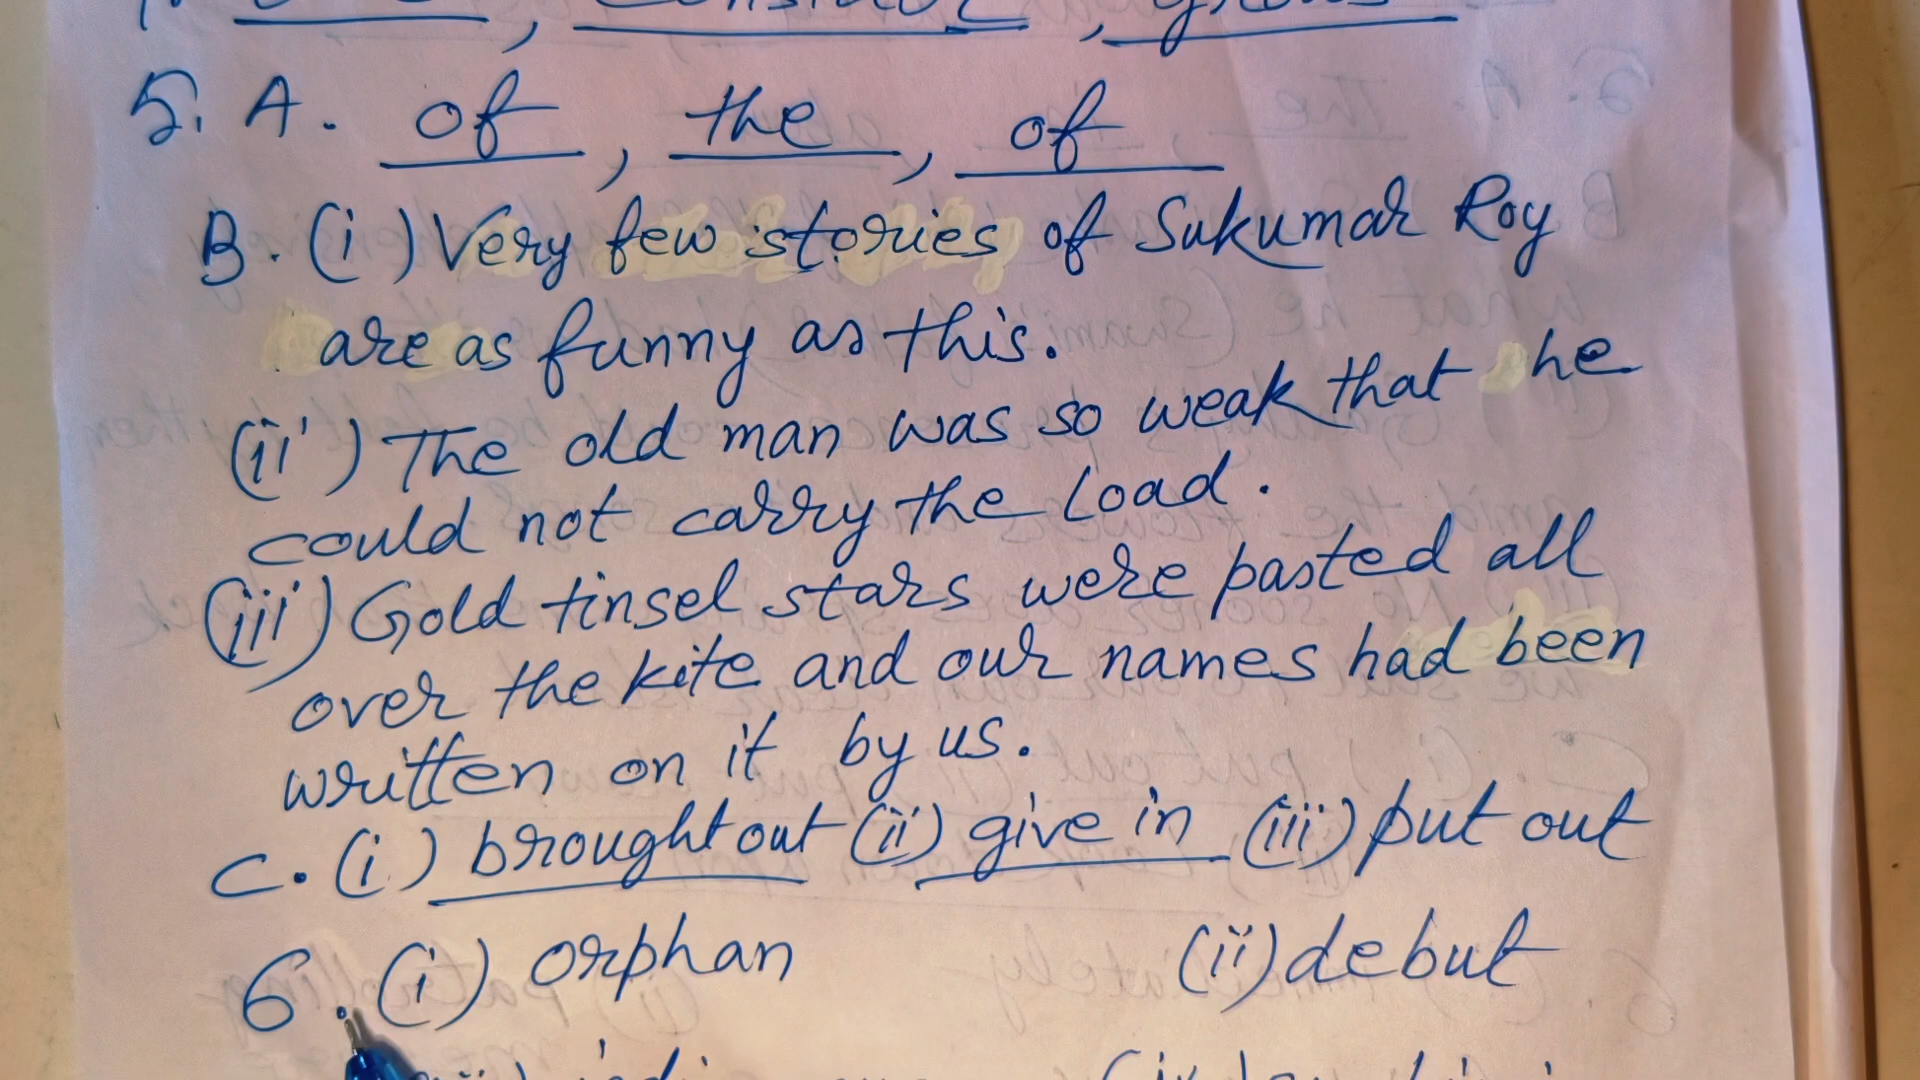 5. A. of, the, of
B. (i) Very few stories of Sukumar Roy
are as funny as this.
(ii) The old man was so weak that he
could not carry the load.
(iii) Gold tinsel stars were pasted all
over the kite and our names had been
written on it by us.
C. (i) brought out (ii) give in (iii) put out
6. (i) orphan (ii) debut